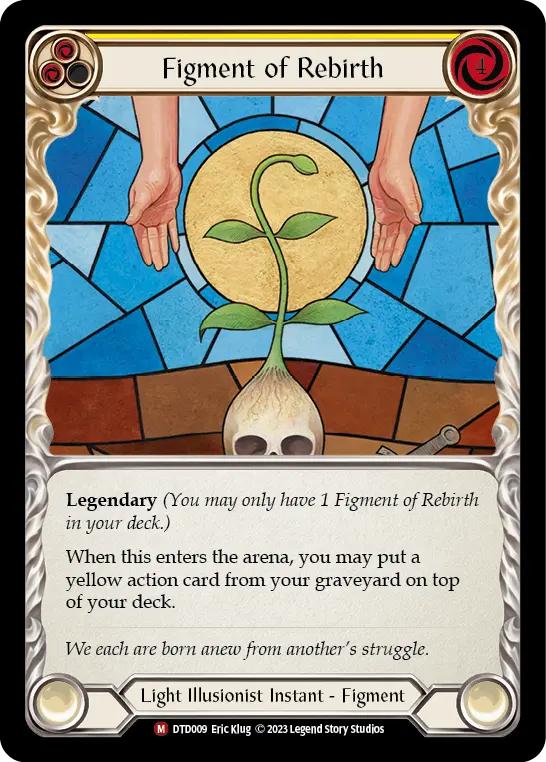 Figment of Rebirth
4
Legendary (You may only have 1 Figment of Rebirth
in your deck.)
When this enters the arena, you may put a
yellow action card from your graveyard on top
of your deck.
We each are born anew from another's struggle.
Light Illusionist Instant - Figment
M DTD009 Eric Klug © 2023 Legend Story Studios